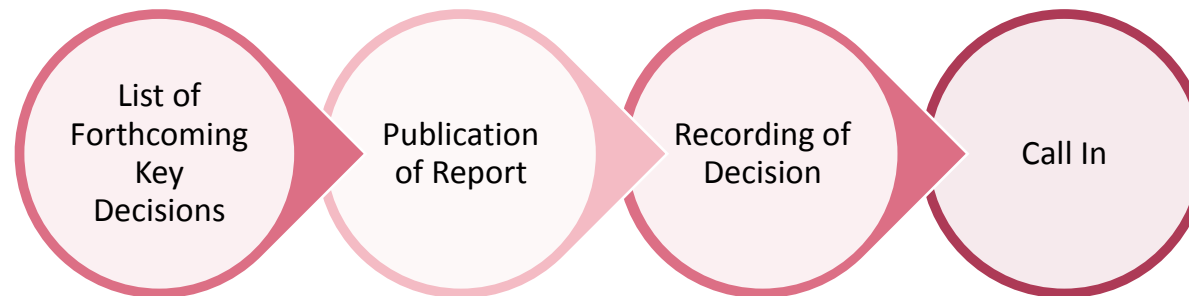 List of
Forthcoming
Key
Decisions
Publication
of Report
Recording of
Decision
Call In